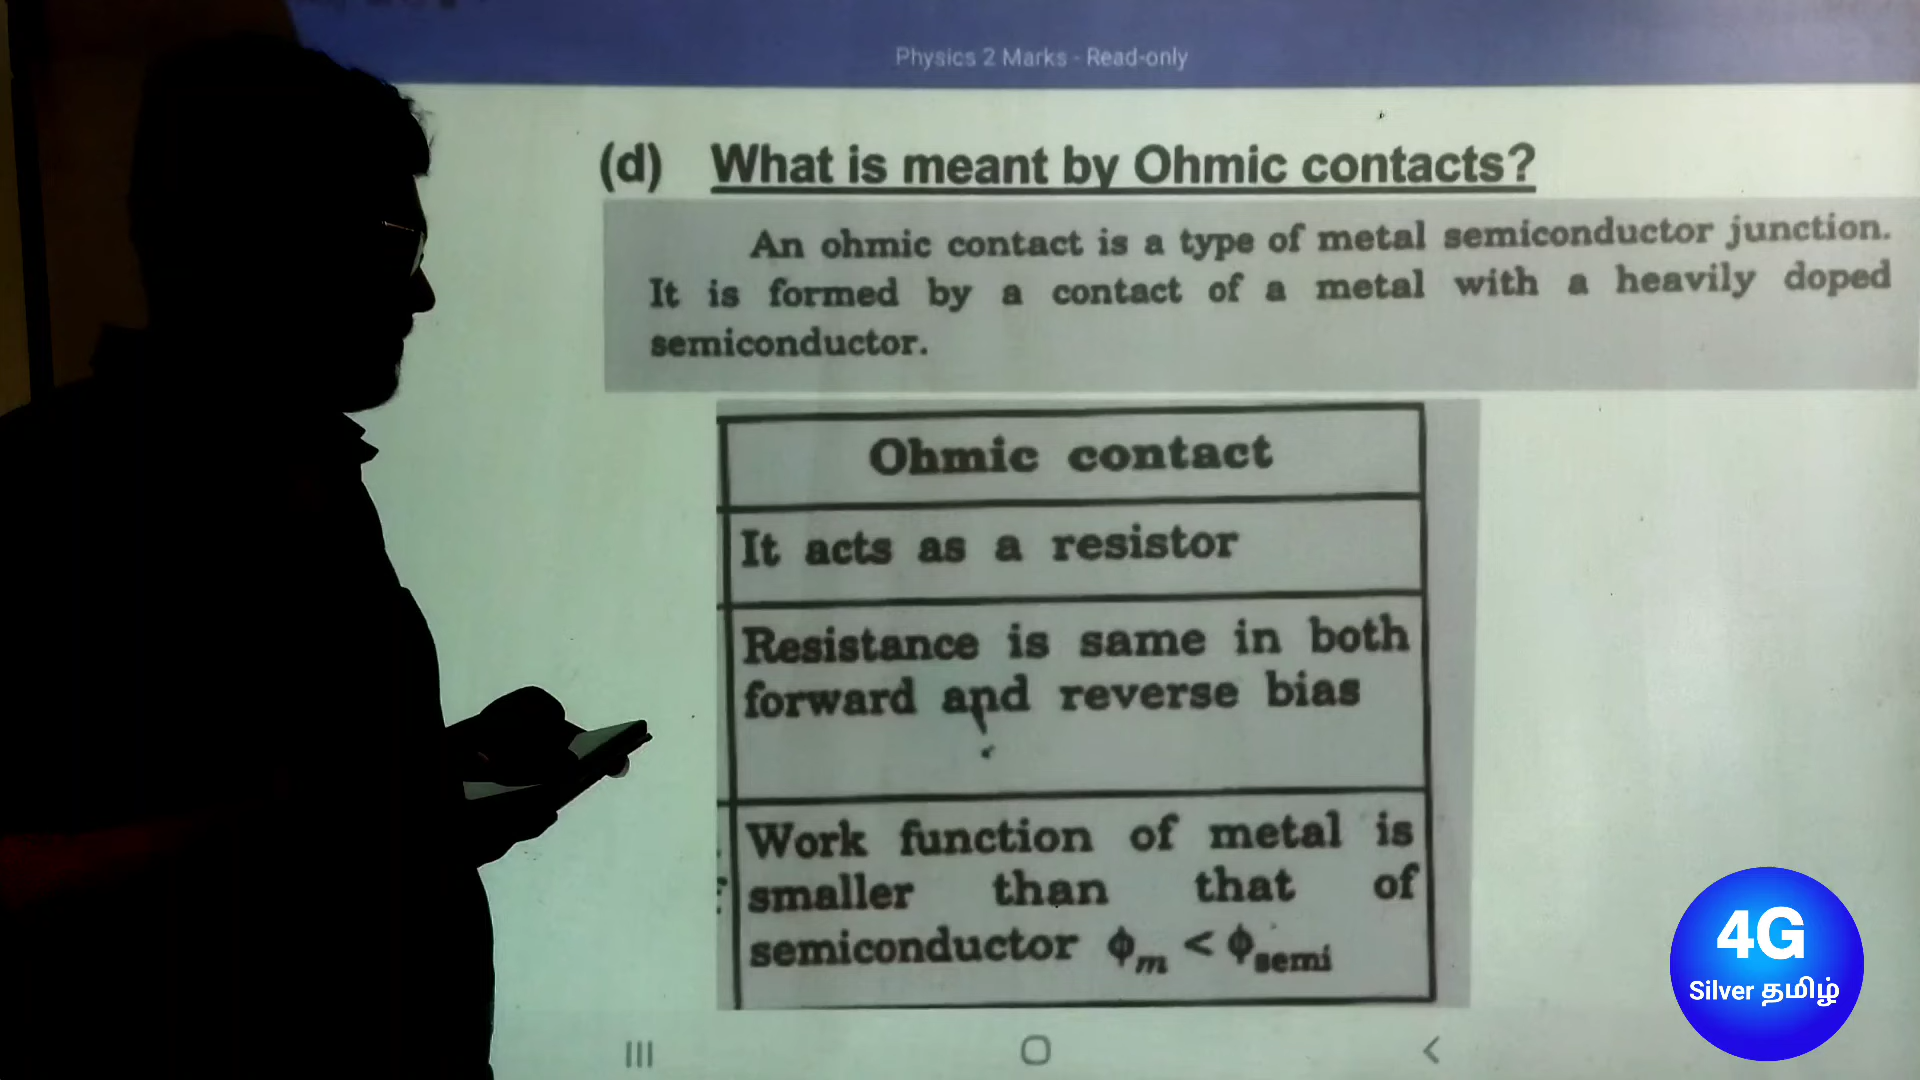 Physics 2 Marks - Read-only
(d) What is meant by Ohmic contacts?
An ohmic contact is a type of metal semiconductor junction.
It is formed by a contact of a metal with a heavily doped
semiconductor.
Ohmic contact
It acts as a resistor
Resistance is same in both
forward and reverse bias
Work function of metal is
smaller than that of
semiconductor ϕm < ϕsemi
4G
Silver தமிழ்